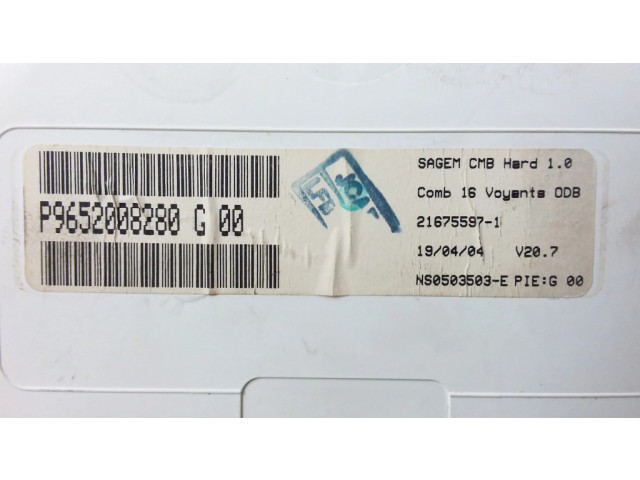 P9652008280 G 00
SAGEM CMB Hard 1.0
Comb 16 Voyants ODB
21675597-1
19/04/04 V20.7
NS0503503-E PIE:G 00